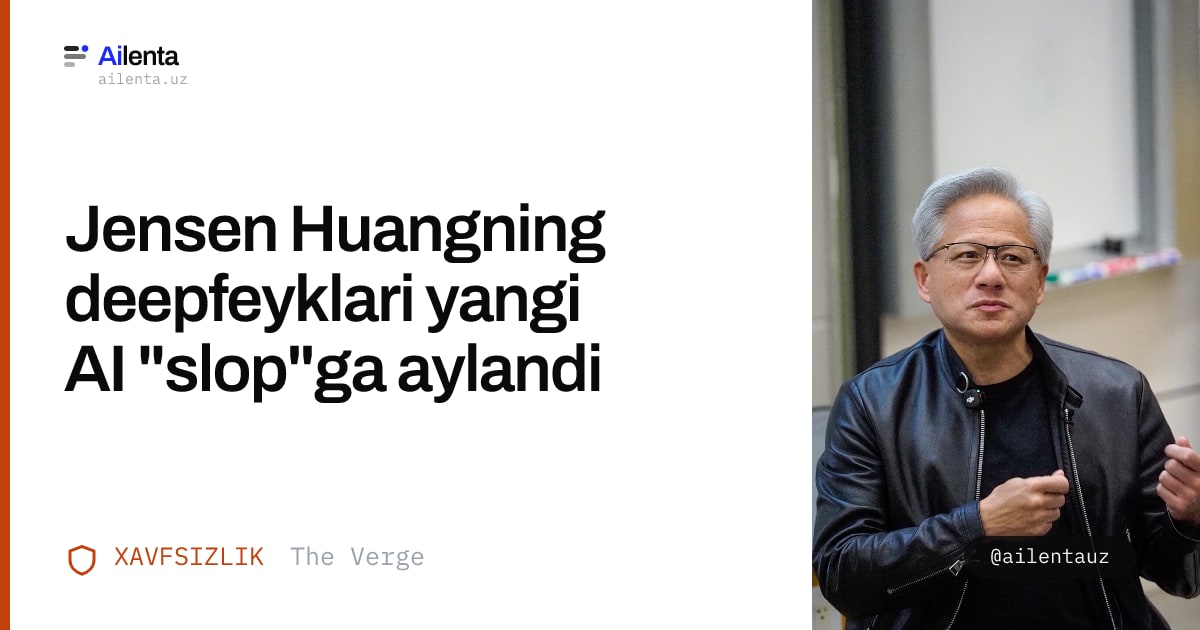 Ailenta
ailenta.uz
Jensen Huangning
deepfeyklari yangi
AI "slop"ga aylandi
XAVFSIZLIK The Verge
@ailentauz